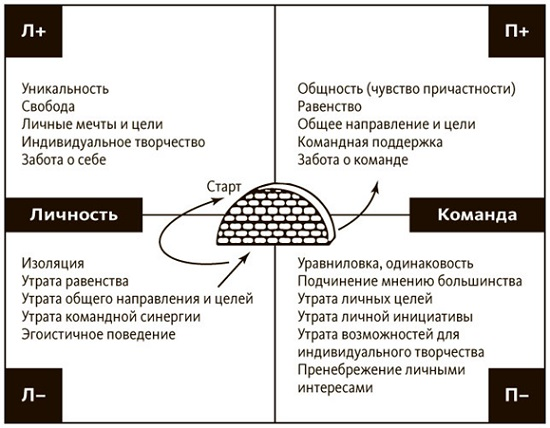 Л+
П+
Уникальность
Свобода
Личные мечты и цели
Индивидуальное творчество
Забота о себе
Общность (чувство причастности)
Равенство
Общее направление и цели
Командная поддержка
Забота о команде
Старт
Личность
Команда
Изоляция
Утрата равенства
Утрата общего направления и целей
Утрата командной синергии
Эгоистичное поведение
Уравниловка, одинаковость
Подчинение мнению большинства
Утрата личных целей
Утрата личной инициативы
Утрата возможностей для
индивидуального творчества
Пренебрежение личными
интересами
Л–
П–